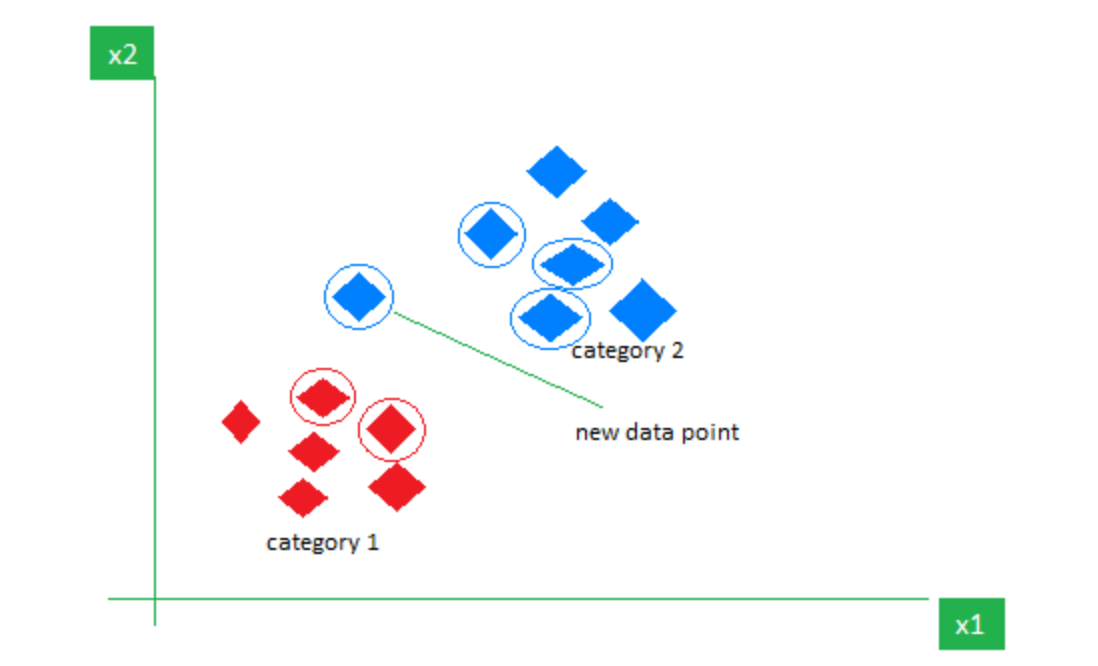 x2
category 2
new data point
category 1
x1